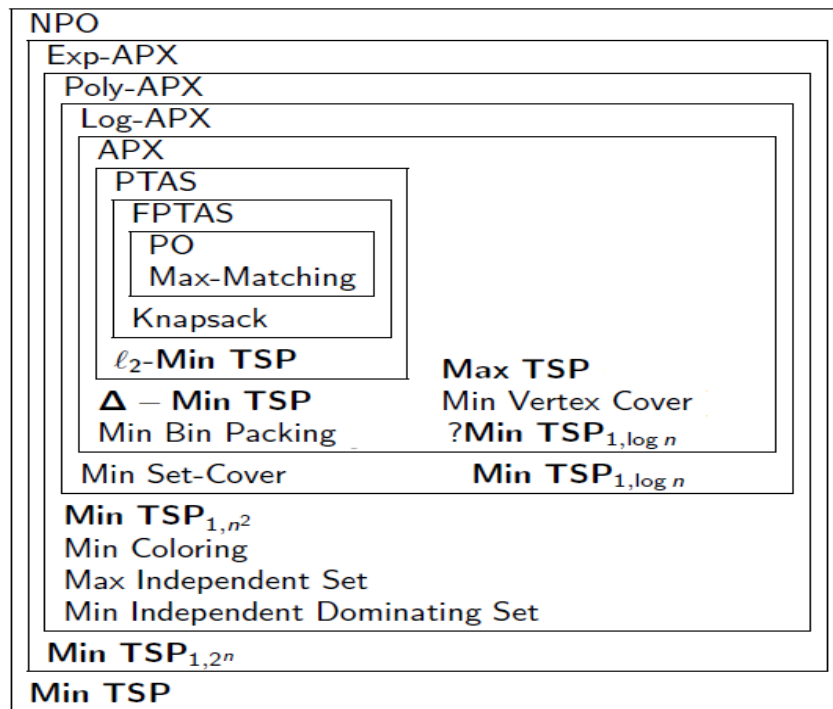 NPO
Exp-APX
Poly-APX
Log-APX
APX
PTAS
FPTAS
PO
Max-Matching
Knapsack
ℓ₂-Min TSP
Max TSP
Δ – Min TSP
Min Vertex Cover
Min Bin Packing
?Min TSP₁,log n
Min Set-Cover
Min TSP₁,log n
Min TSP₁,n²
Min Coloring
Max Independent Set
Min Independent Dominating Set
Min TSP₁,2ⁿ
Min TSP